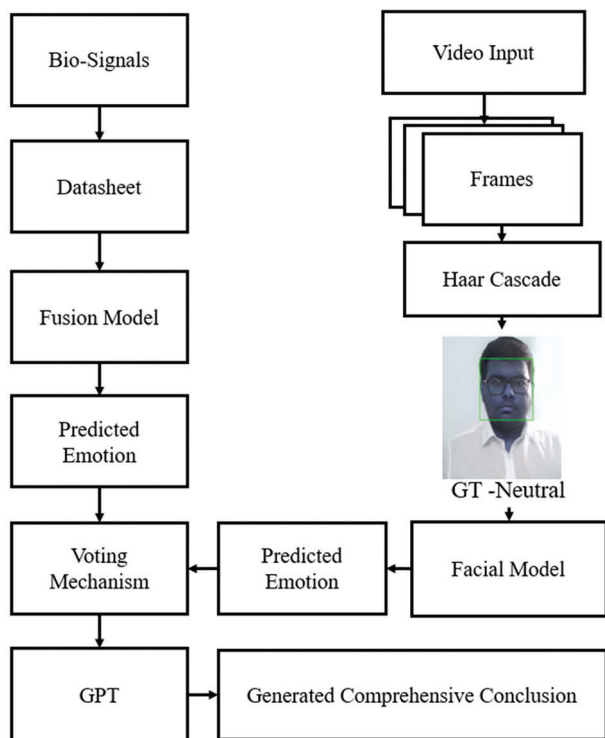 Bio-Signals
Datasheet
Fusion Model
Predicted
Emotion
Voting
Mechanism
GPT
Video Input
Frames
Haar Cascade
GT -Neutral
Facial Model
Predicted
Emotion
Generated Comprehensive Conclusion